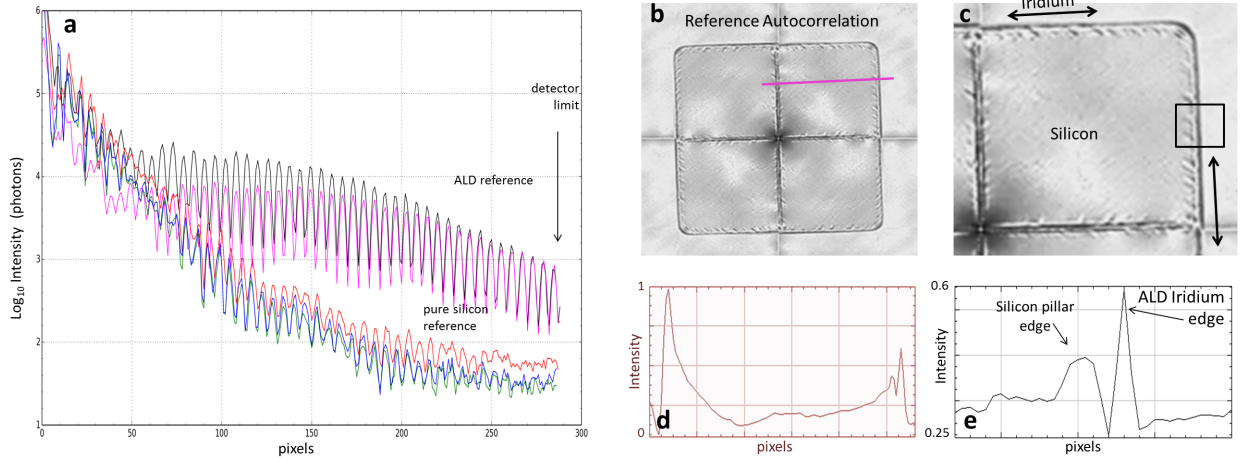 a
6
5
4
3
2
1
0
50
100
150
200
250
300
Log10 Intensity (photons)
pixels
detector
limit
ALD reference
pure silicon
reference
b
Reference Autocorrelation
c
Iridium
Silicon
d
1
0
Intensity
pixels
e
0.6
0.25
Intensity
pixels
Silicon pillar
edge
ALD Iridium
edge